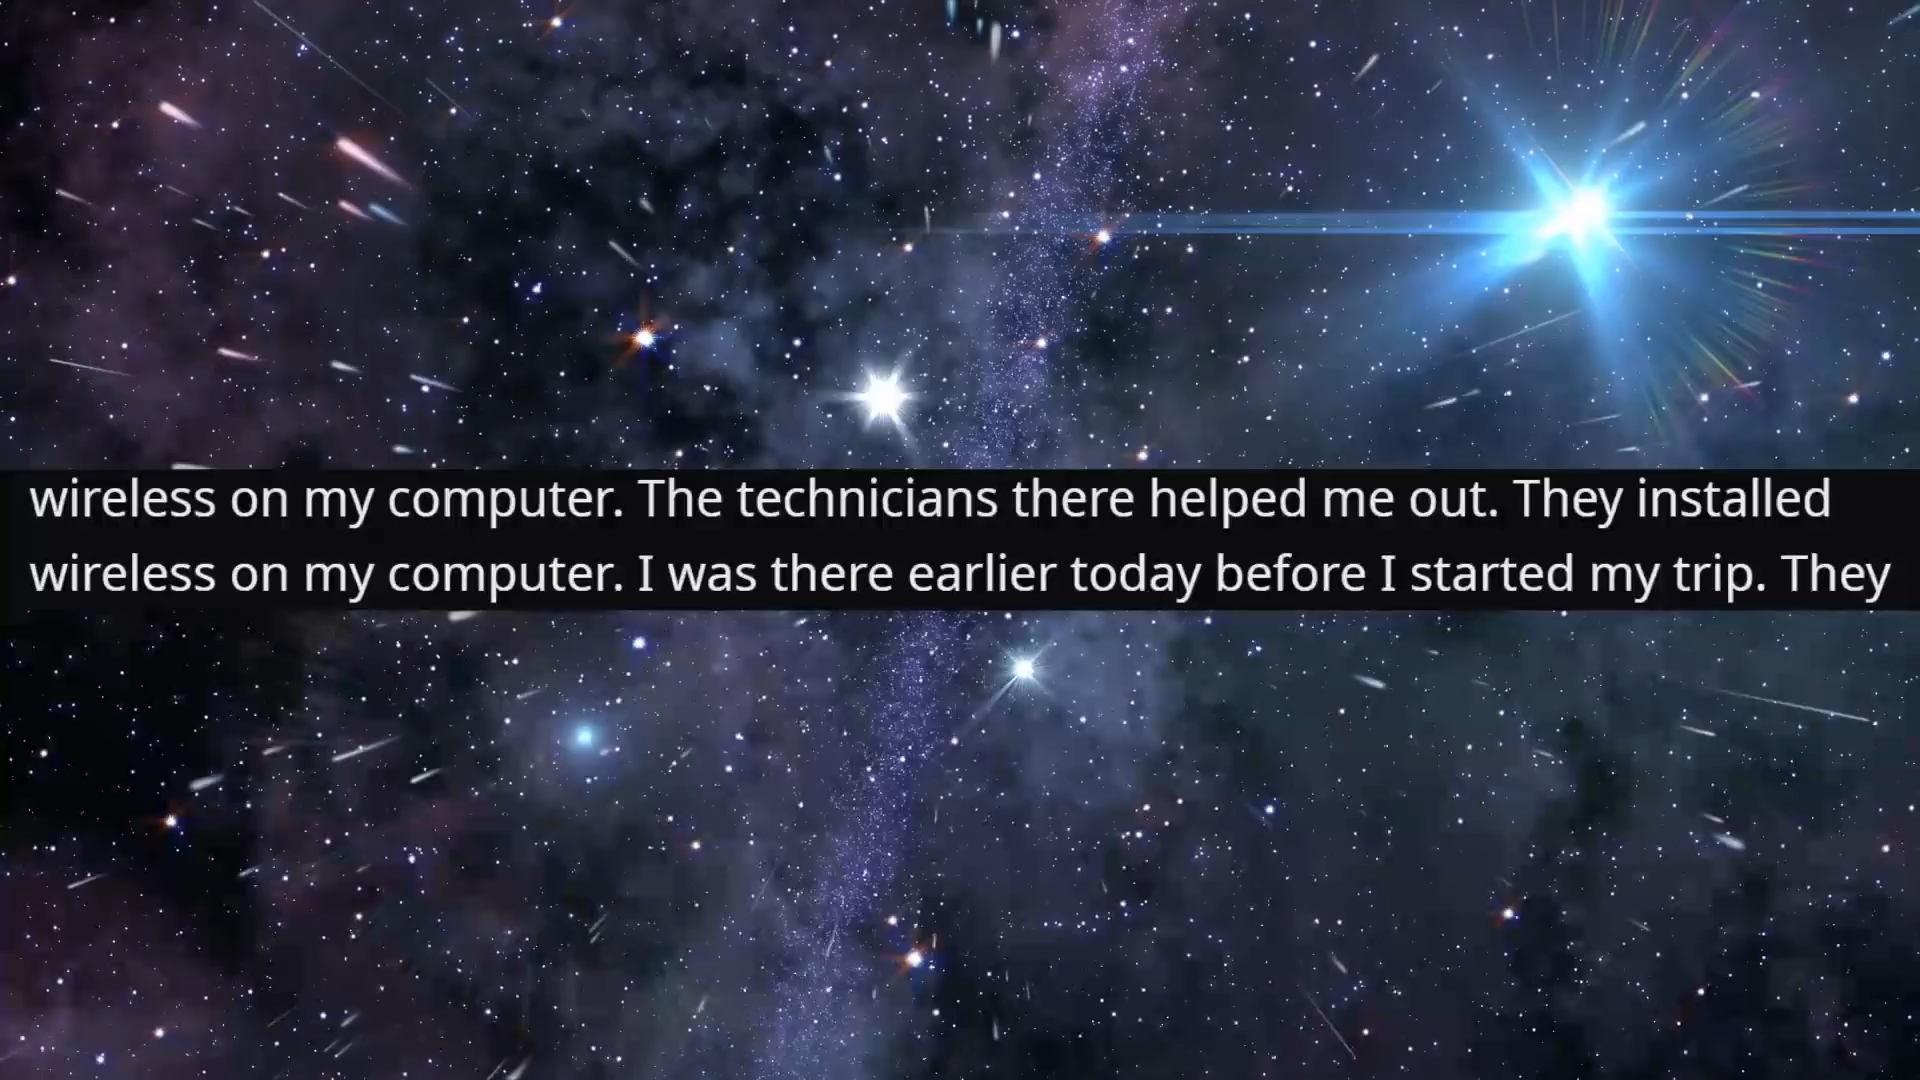 wireless on my computer. The technicians there helped me out. They installed
wireless on my computer. I was there earlier today before I started my trip. They